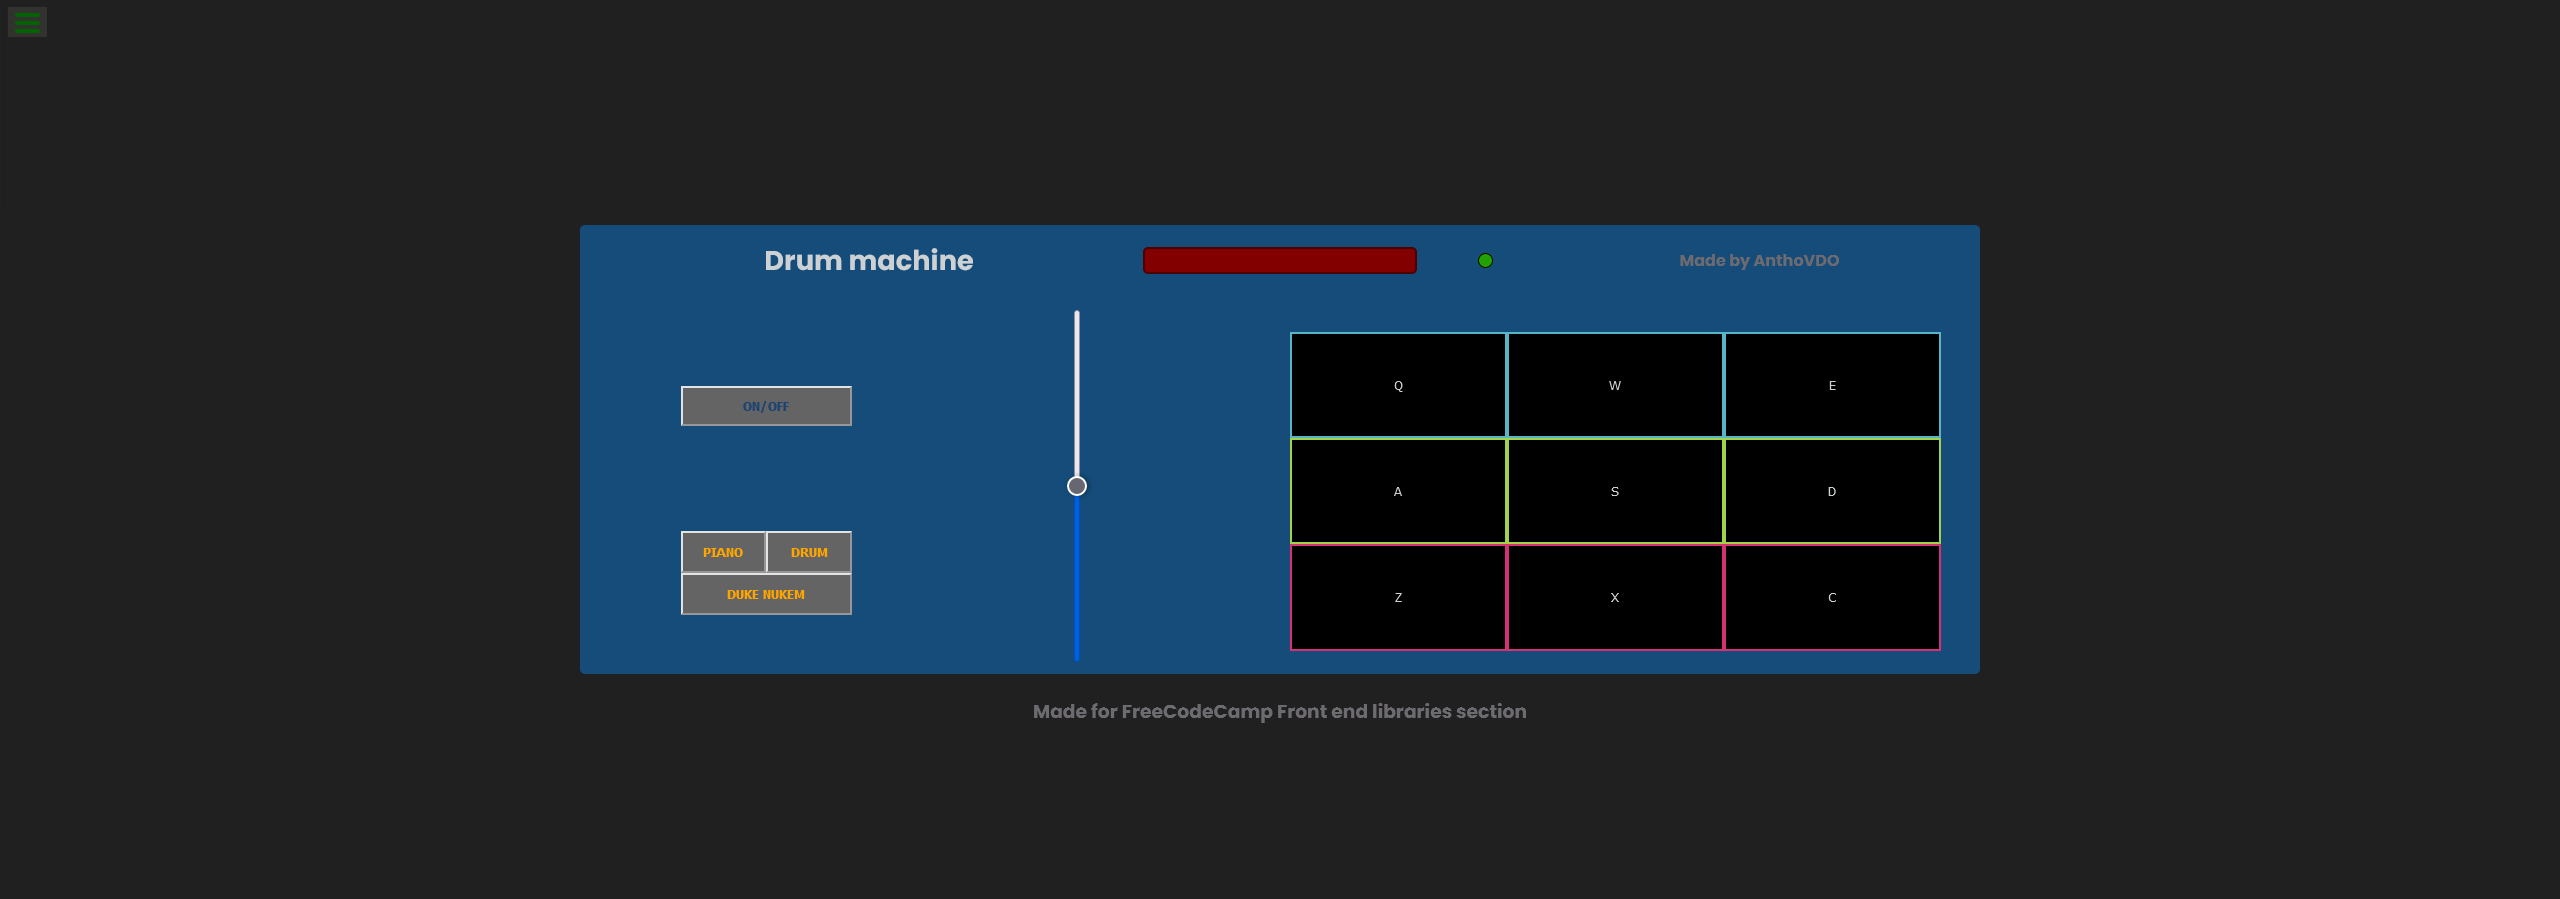 Drum machine
Made by AnthoVDO
ON/OFF
PIANO DRUM
DUKE NUKEM
Q W E
A S D
Z X C
Made for FreeCodeCamp Front end libraries section